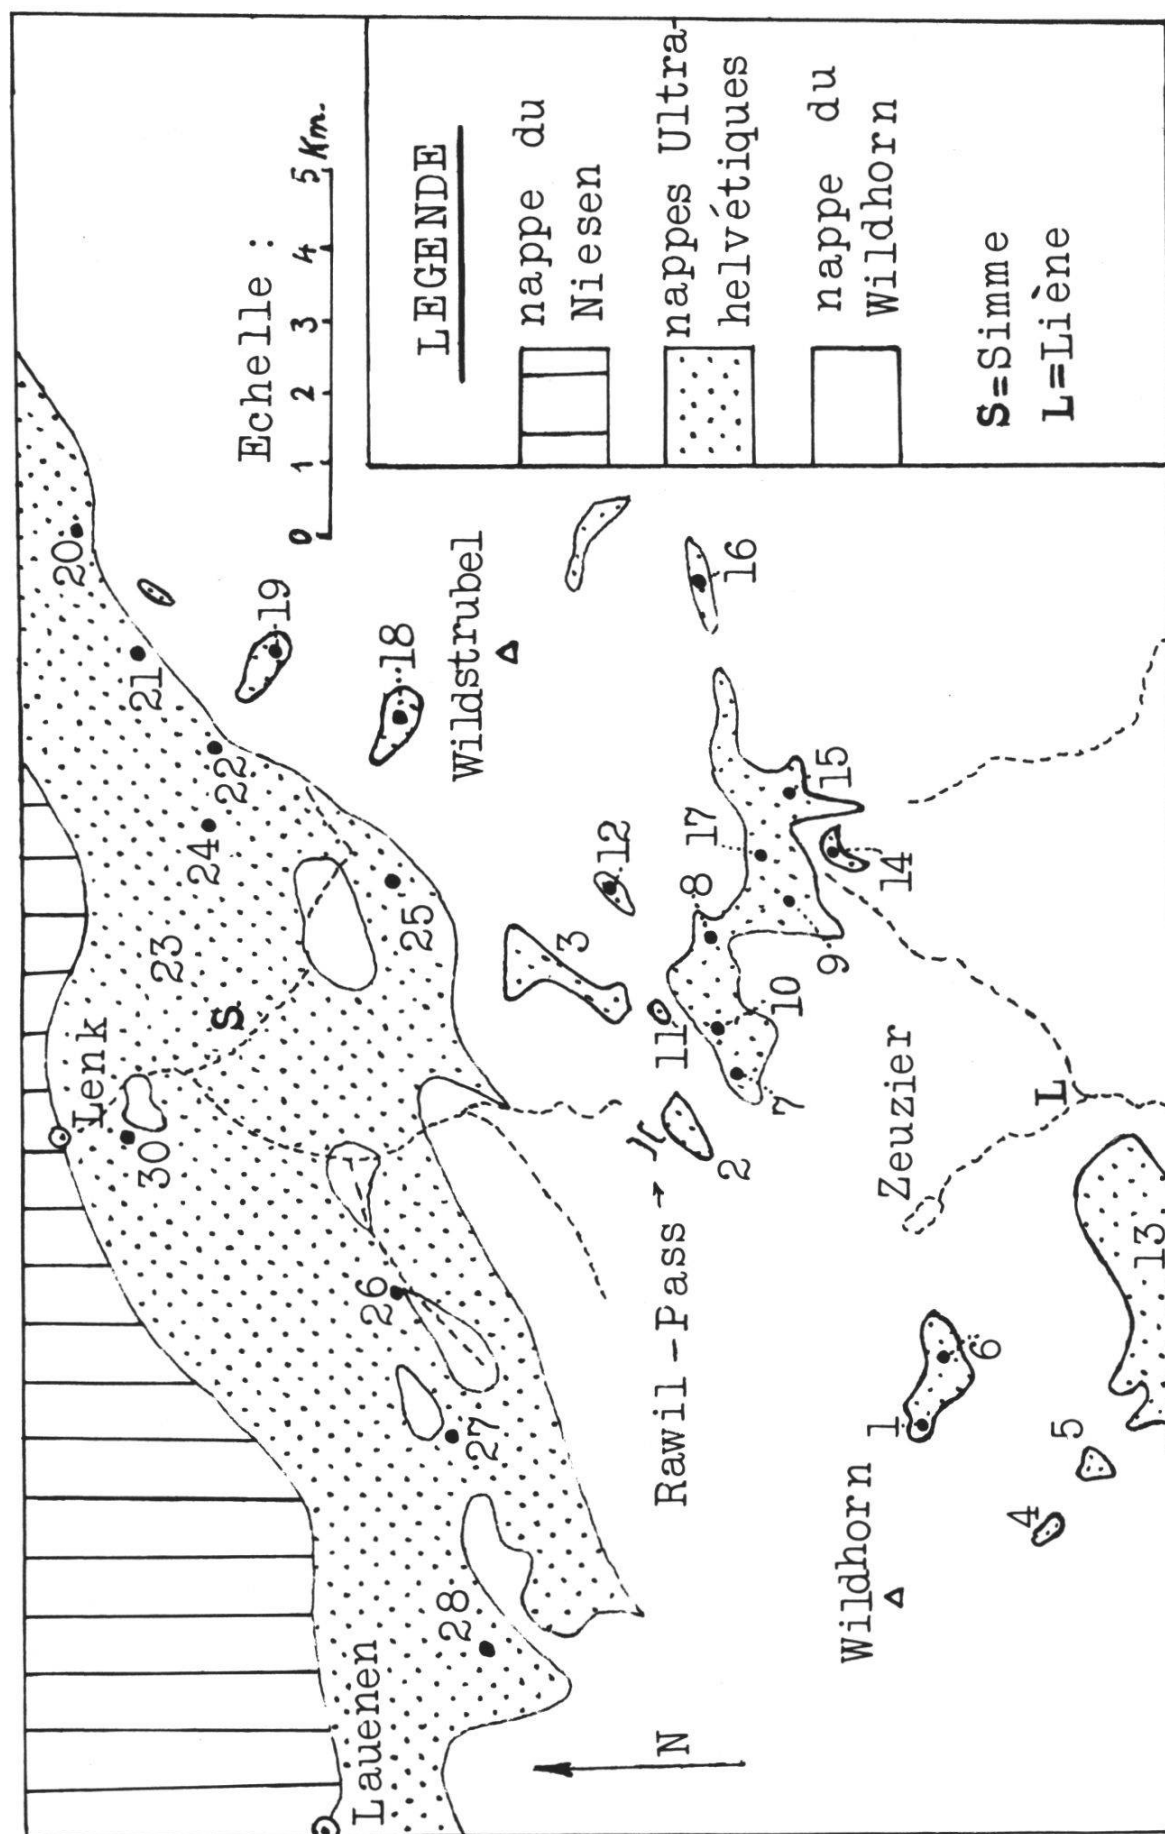 Echelle :
0 1 2 3 4 5 Km.
LEGENDE
nappe du
Niesen
nappes Ultra-
helvétiques
nappe du
Wildhorn
S=Simme
L=Liène
Lauenen
Lenk
S
Wildstrubel
Rawil-Pass →
Wildhorn
Zeuzier
L
N
1
2
3
4
5
6
7
8
9
10
11
12
13
14
15
16
17
18
19
20
21
22
23
24
25
26
27
28
30